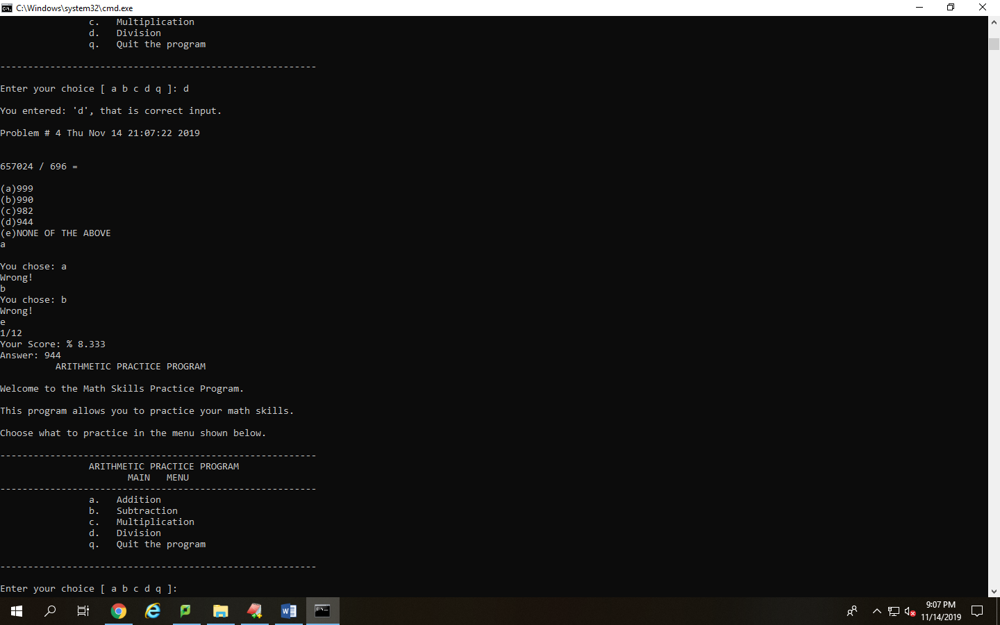 C:\Windows\system32\cmd.exe
c.   Multiplication
d.   Division
q.   Quit the program
---------------------------------------------------------
Enter your choice [ a b c d q ]: d
You entered: 'd', that is correct input.
Problem # 4 Thu Nov 14 21:07:22 2019
657024 / 696 =
(a)999
(b)990
(c)982
(d)944
(e)NONE OF THE ABOVE
a
You chose: a
Wrong!
b
You chose: b
Wrong!
e
1/12
Your Score: % 8.333
Answer: 944
ARITHMETIC PRACTICE PROGRAM
Welcome to the Math Skills Practice Program.
This program allows you to practice your math skills.
Choose what to practice in the menu shown below.
---------------------------------------------------------
ARITHMETIC PRACTICE PROGRAM
MAIN   MENU
---------------------------------------------------------
a.   Addition
b.   Subtraction
c.   Multiplication
d.   Division
q.   Quit the program
---------------------------------------------------------
Enter your choice [ a b c d q ]:
9:07 PM
11/14/2019